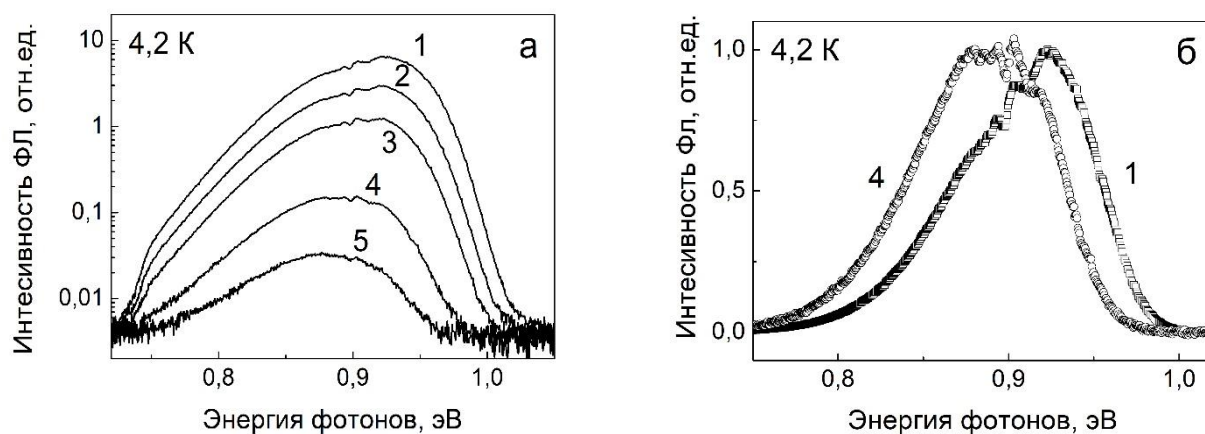 4,2 К
а
Интесивность ФЛ, отн.ед.
10
1
0,1
0,01
1
2
3
4
5
0,8
0,9
1,0
Энергия фотонов, эВ
4,2 К
б
Интесивность Фл, отн.ед.
1,0
0,5
0,0
4
1
0,8
0,9
1,0
Энергия фотонов, эВ